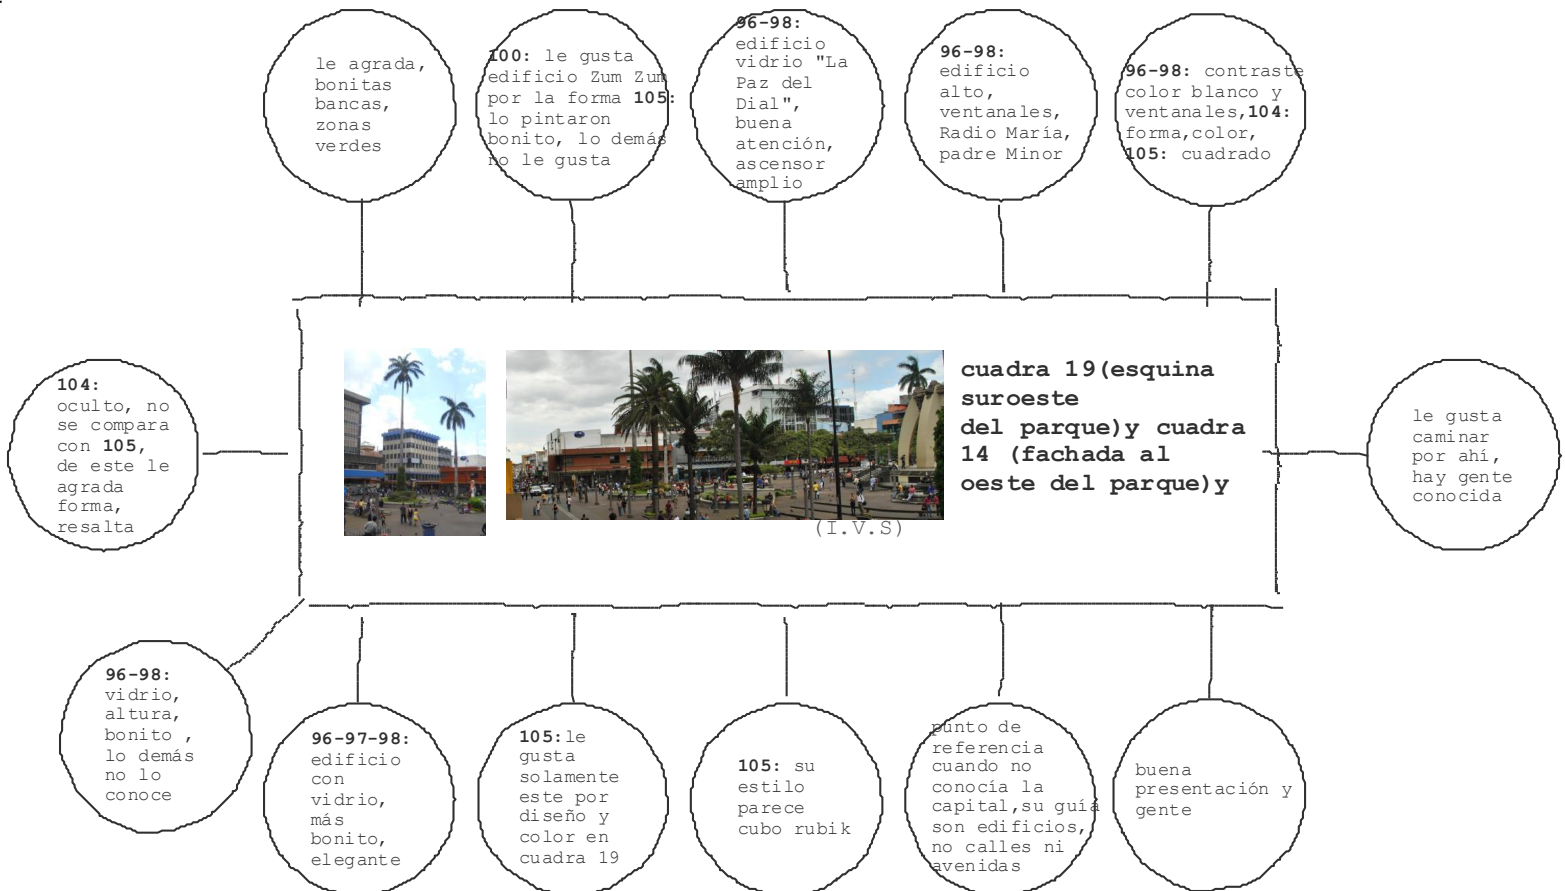 le agrada,
bonitas
bancas,
zonas
verdes
100: le gusta
edificio Zum Zum
por la forma 105:
lo pintaron
bonito, lo demás
no le gusta
96-98:
edificio
vidrio "La
Paz del
Dial",
buena
atención,
ascensor
amplio
96-98:
edificio
alto,
ventanales,
Radio María,
padre Minor
96-98: contraste
color blanco y
ventanales,104:
forma,color,
105: cuadrado
104:
oculto, no
se compara
con 105,
de este le
agrada
forma,
resalta
cuadra 19(esquina
suroeste
del parque)y cuadra
14 (fachada al
oeste del parque)y
(I.V.S)
le gusta
caminar
por ahí,
hay gente
conocida
96-98:
vidrio,
altura,
bonito ,
lo demás
no lo
conoce
96-97-98:
edificio
con
vidrio,
más
bonito,
elegante
105:le
gusta
solamente
este por
diseño y
color en
cuadra 19
105: su
estilo
parece
cubo rubik
punto de
referencia
cuando no
conocía la
capital,su guía
son edificios,
no calles ni
avenidas
buena
presentación y
gente